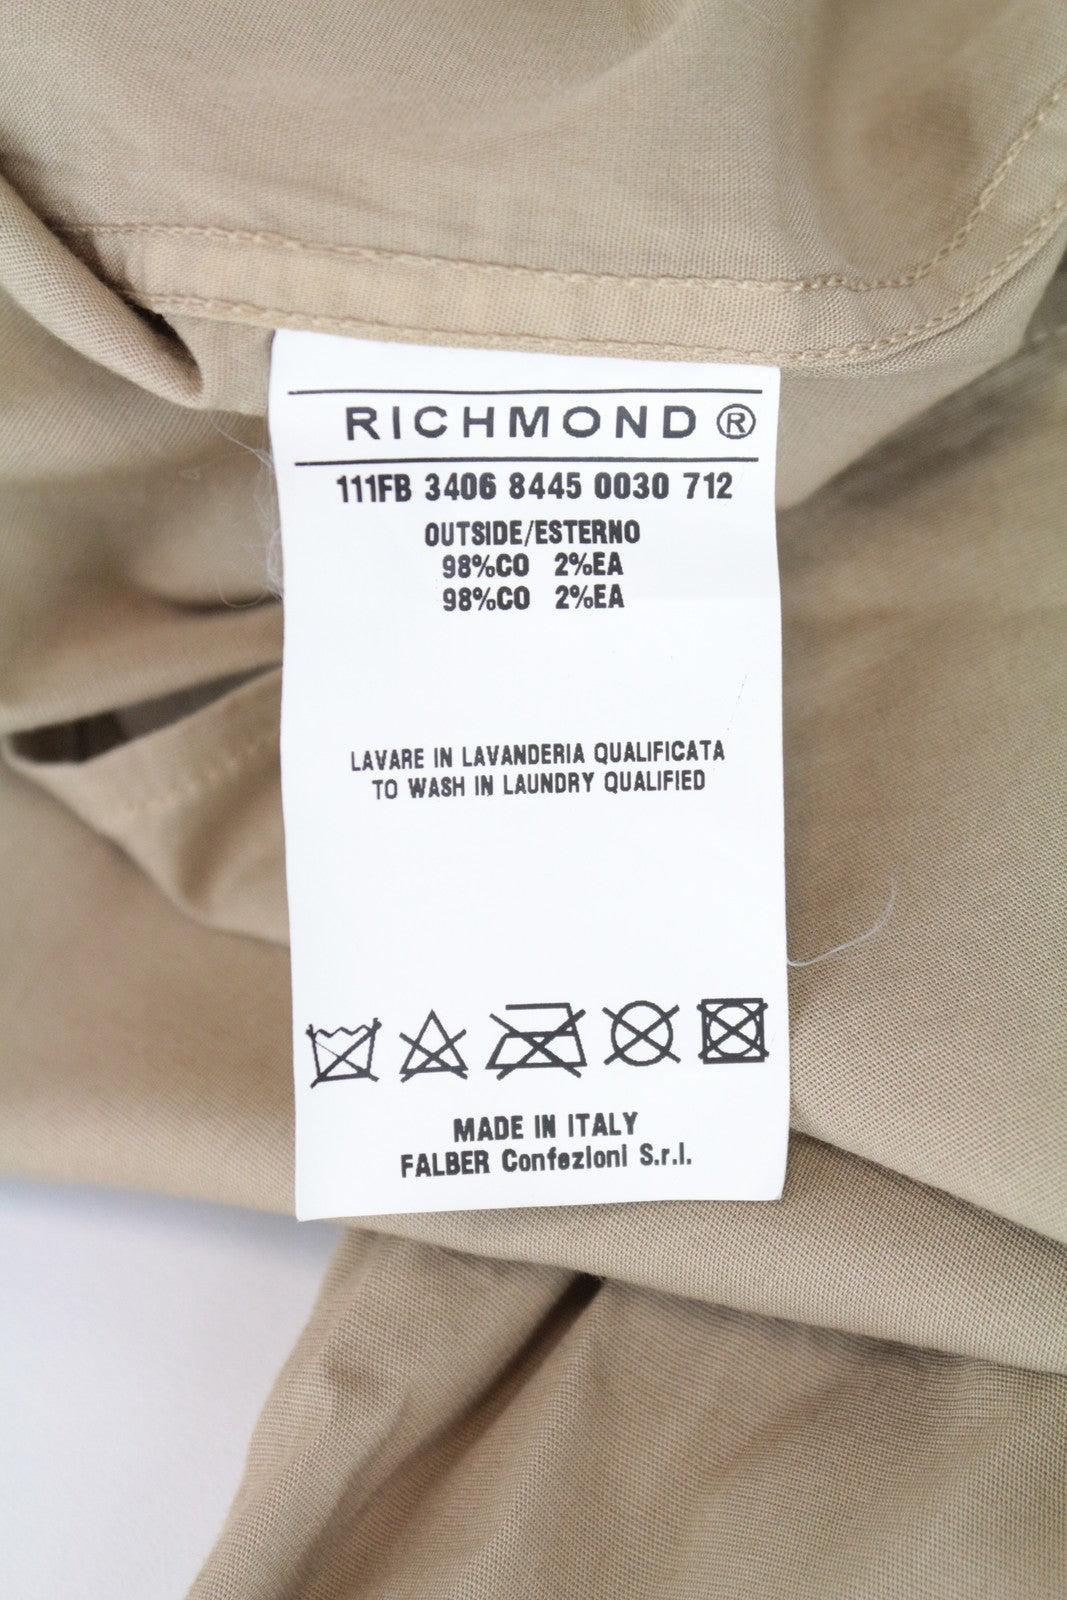 RICHMOND®
111FB 3406 8445 0030 712
OUTSIDE/ESTERNO
98%CO 2%EA
98%CO 2%EA
LAVARE IN LAVANDERIA QUALIFICATA
TO WASH IN LAUNDRY QUALIFIED
MADE IN ITALY
FALBER Confezioni S.r.l.